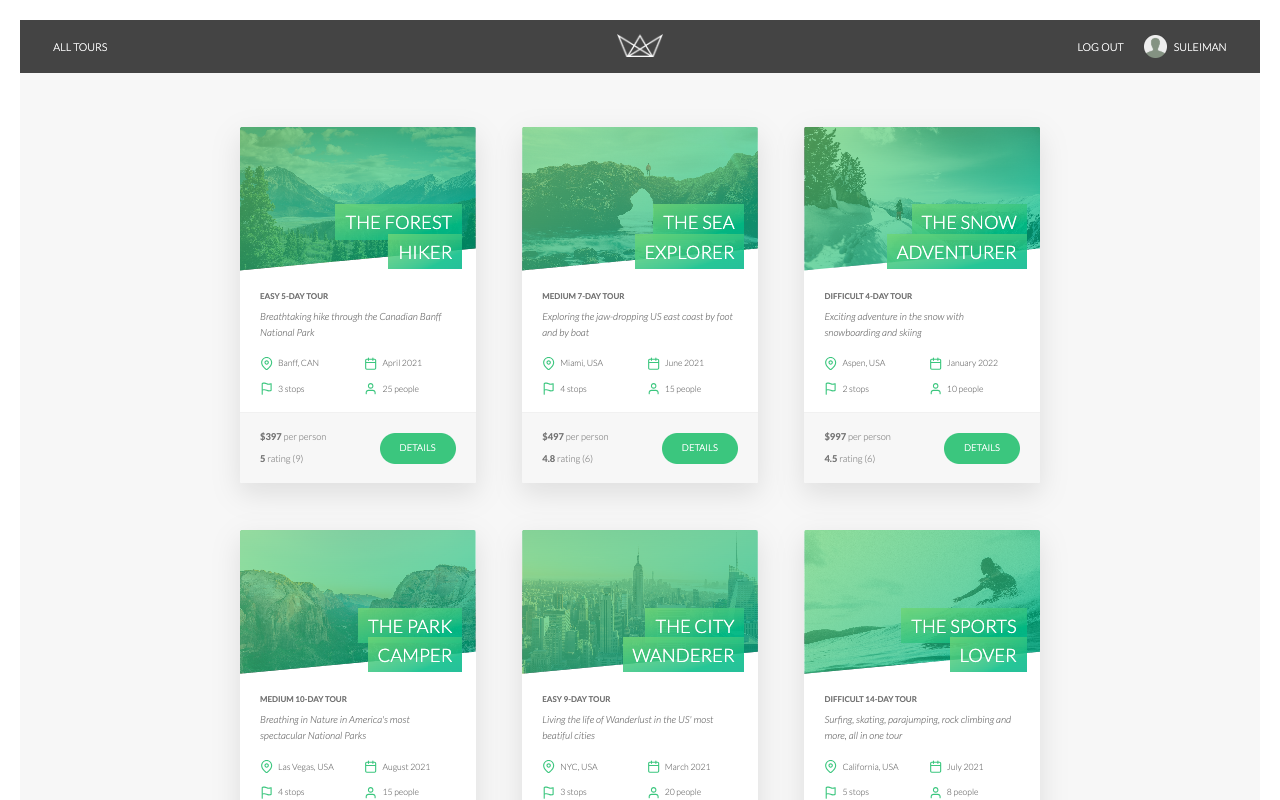 ALL TOURS
LOG OUT
SULEIMAN
THE FOREST
HIKER
EASY 5-DAY TOUR
Breathtaking hike through the Canadian Banff
National Park
Banff, CAN
April 2021
3 stops
25 people
$397 per person
5 rating (9)
DETAILS
THE SEA
EXPLORER
MEDIUM 7-DAY TOUR
Exploring the jaw-dropping US east coast by foot
and by boat
Miami, USA
June 2021
4 stops
15 people
$497 per person
4.8 rating (6)
DETAILS
THE SNOW
ADVENTURER
DIFFICULT 4-DAY TOUR
Exciting adventure in the snow with
snowboarding and skiing
Aspen, USA
January 2022
2 stops
10 people
$997 per person
4.5 rating (6)
DETAILS
THE PARK
CAMPER
MEDIUM 10-DAY TOUR
Breathing in Nature in America's most
spectacular National Parks
Las Vegas, USA
August 2021
4 stops
15 people
THE CITY
WANDERER
EASY 9-DAY TOUR
Living the life of Wanderlust in the US' most
beatiful cities
NYC, USA
March 2021
3 stops
20 people
THE SPORTS
LOVER
DIFFICULT 14-DAY TOUR
Surfing, skating, parajumping, rock climbing and
more, all in one tour
California, USA
July 2021
5 stops
8 people